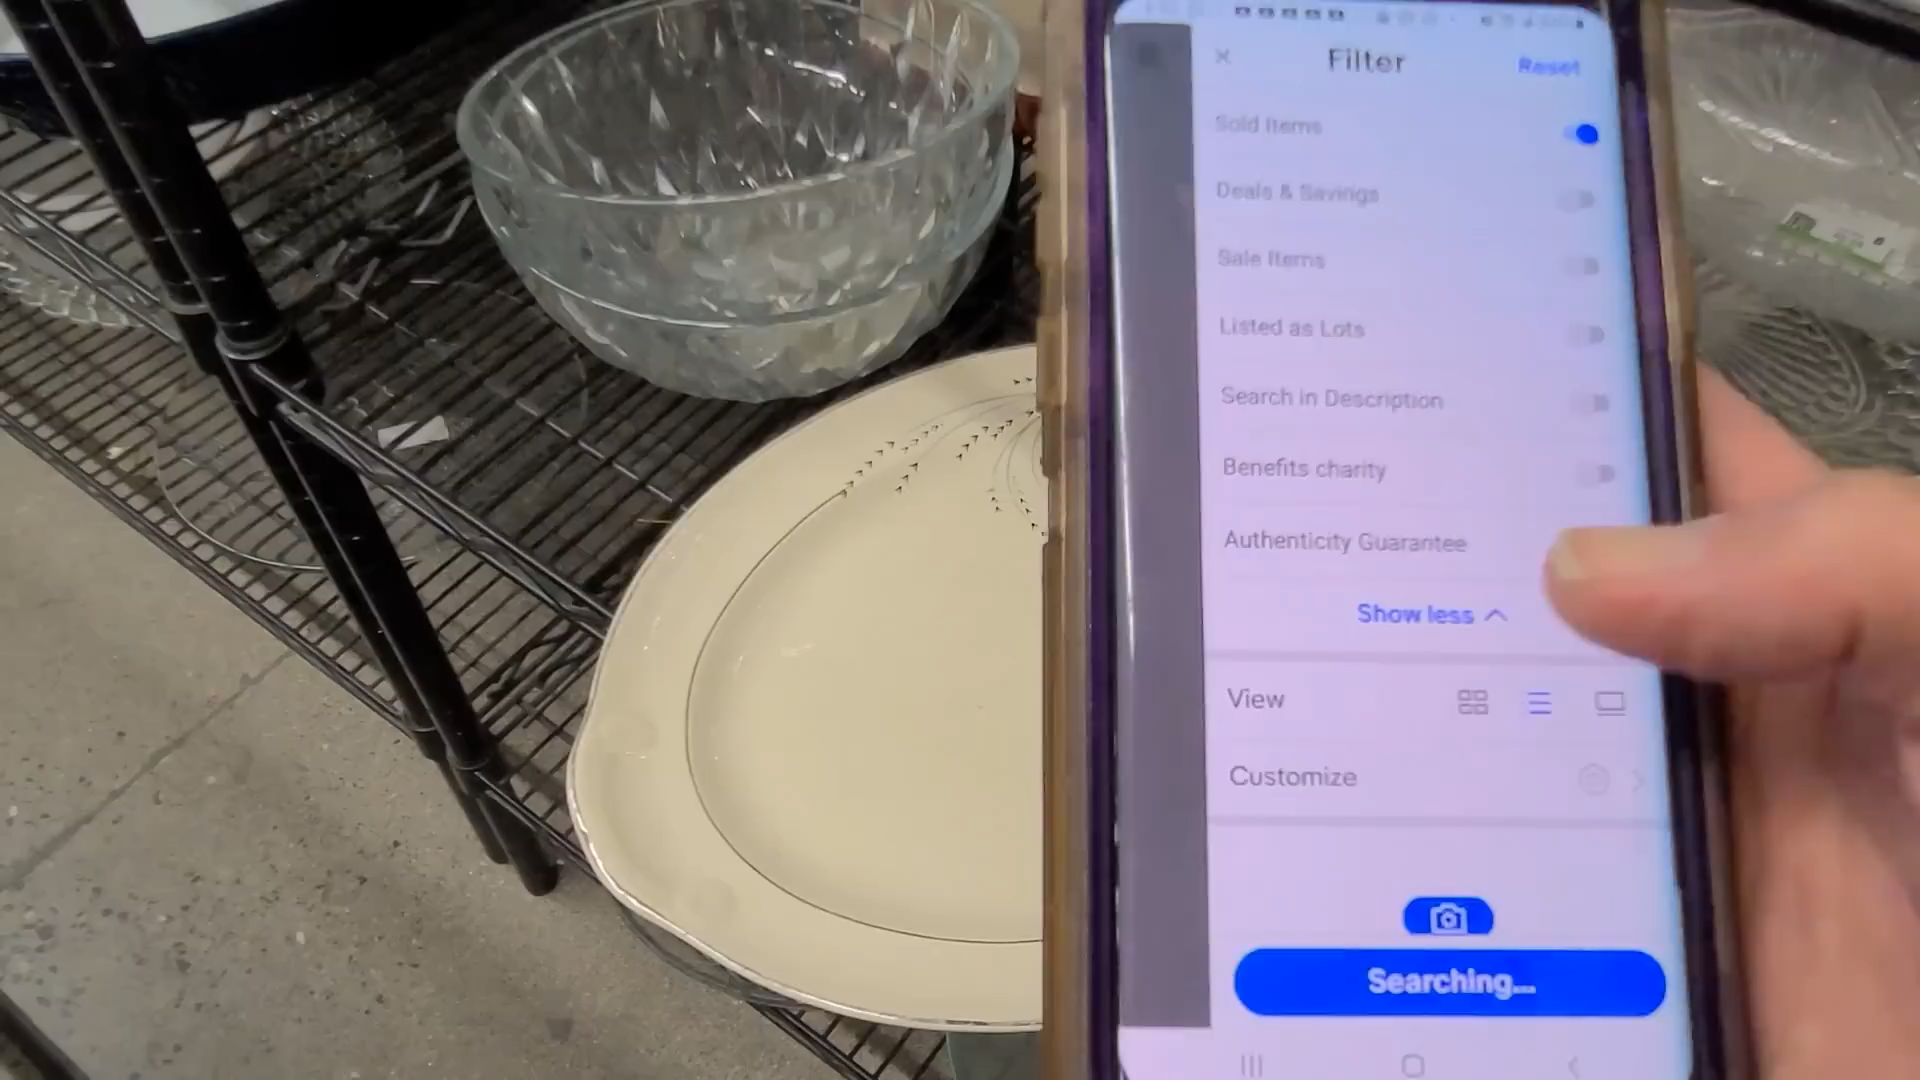 Filter
Reset
Sold Items
Deals & Savings
Sale Items
Listed as Lots
Search in Description
Benefits charity
Authenticity Guarantee
Show less
View
Customize
Searching...